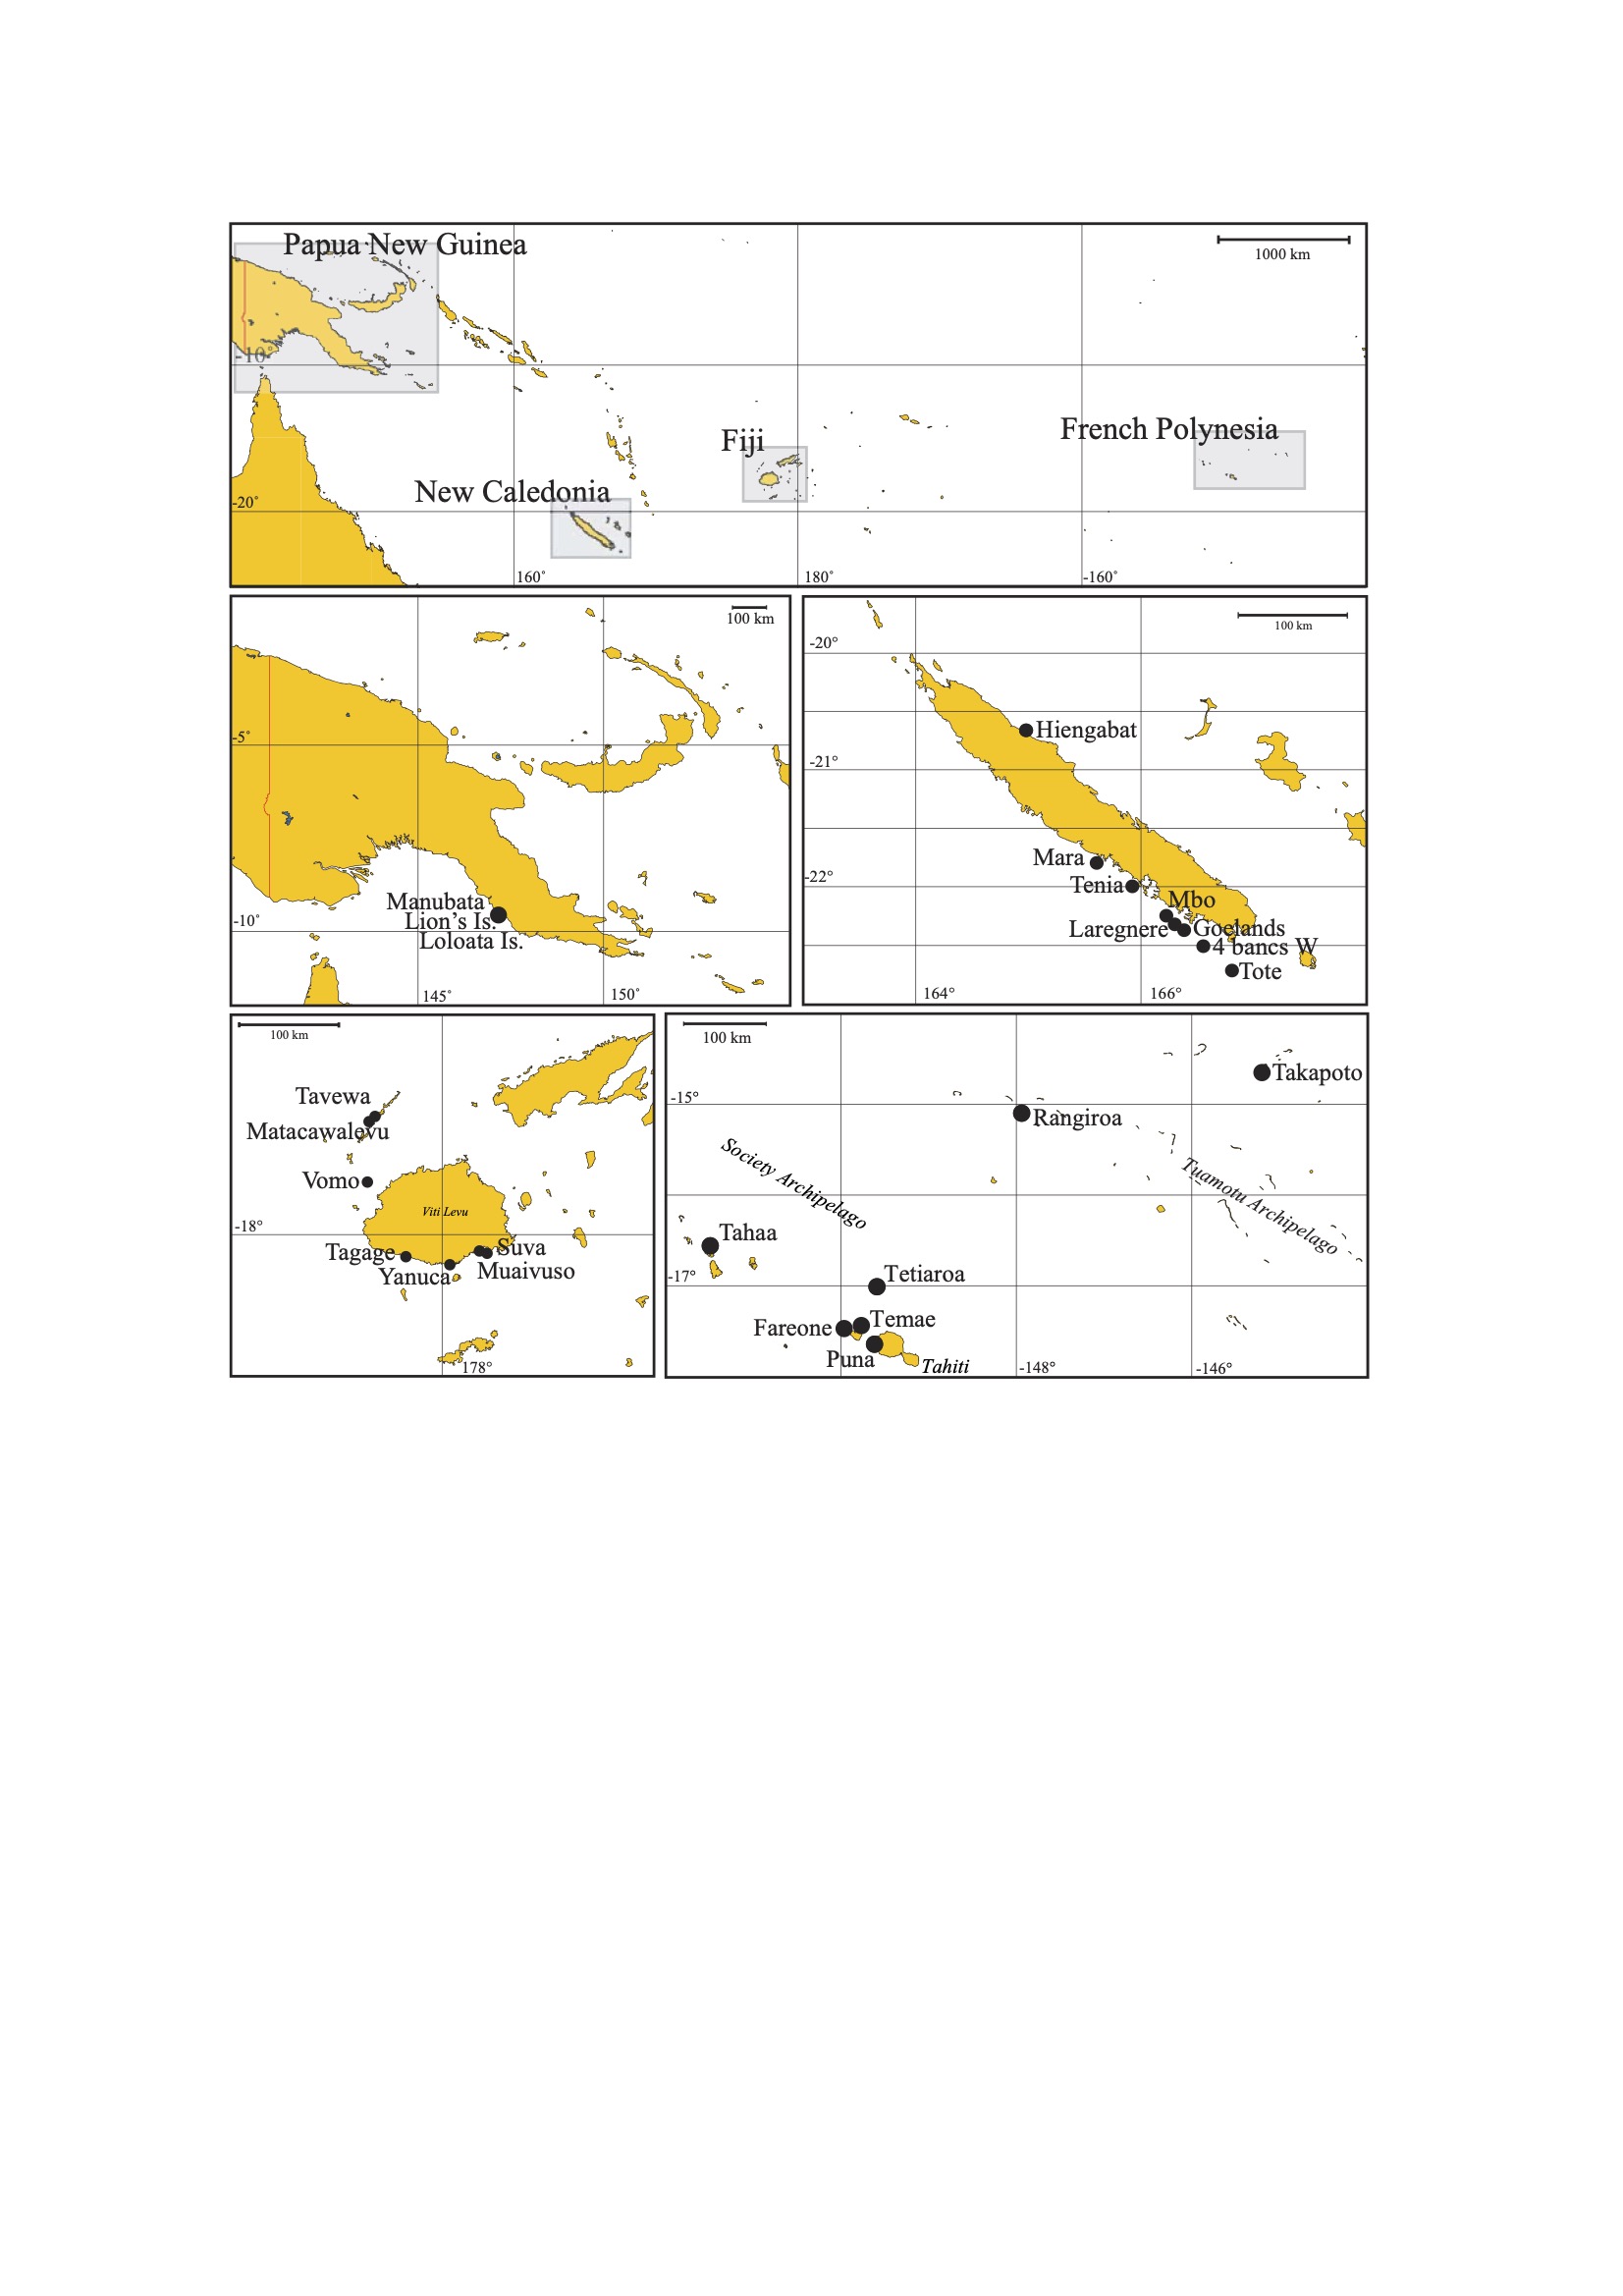 Papua New Guinea
1000 km
-10°
Fiji
French Polynesia
New Caledonia
-20°
160°
180°
-160°
100 km
-5°
Manubata
Lion's Is.
-10°
Loloata Is.
145°
150°
100 km
-20°
Hiengabat
-21°
Mara
-22°
Tenia
Mbo
Laregnere
Goelands
4 bancs W
Tote
164°
166°
100 km
Tavewa
Matacawalevu
Vomo
Viti Levu
-18°
Tagage
Suva
Yanuca
Muaivuso
178°
100 km
Takapoto
-15°
Rangiroa
Society Archipelago
Tuamotu Archipelago
Tahaa
-17°
Tetiaroa
Fareone
Temae
Puna
Tahiti
-148°
-146°